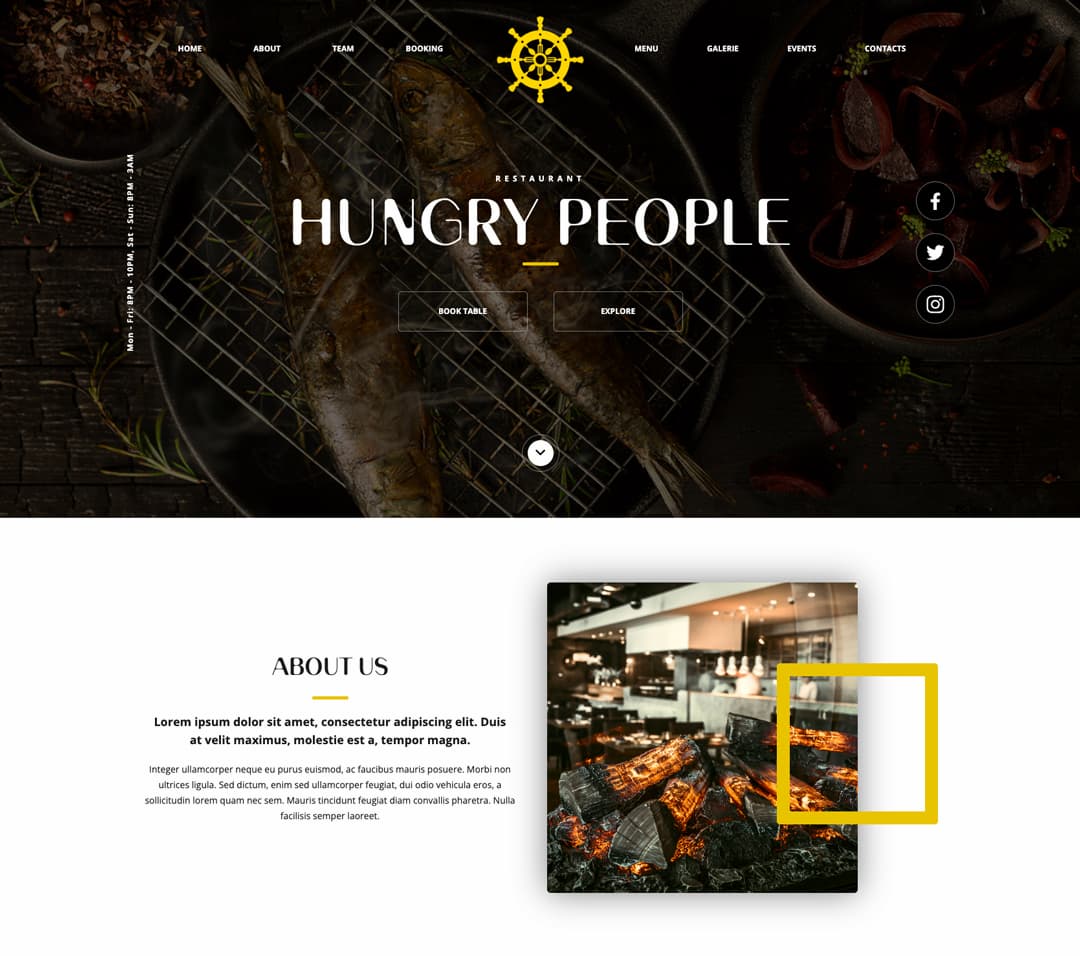 HOME
ABOUT
TEAM
BOOKING
MENU
GALERIE
EVENTS
CONTACTS
Mon - Fri: 8PM - 10PM, Sat - Sun: 8PM - 3AM
RESTAURANT
HUNGRY PEOPLE
BOOK TABLE
EXPLORE
ABOUT US
Lorem ipsum dolor sit amet, consectetur adipiscing elit. Duis
at velit maximus, molestie est a, tempor magna.
Integer ullamcorper neque eu purus euismod, ac faucibus mauris posuere. Morbi non
ultrices ligula. Sed dictum, enim sed ullamcorper feugiat, dui odio vehicula eros, a
sollicitudin lorem quam nec sem. Mauris tincidunt feugiat diam convallis pharetra. Nulla
facilisis semper laoreet.